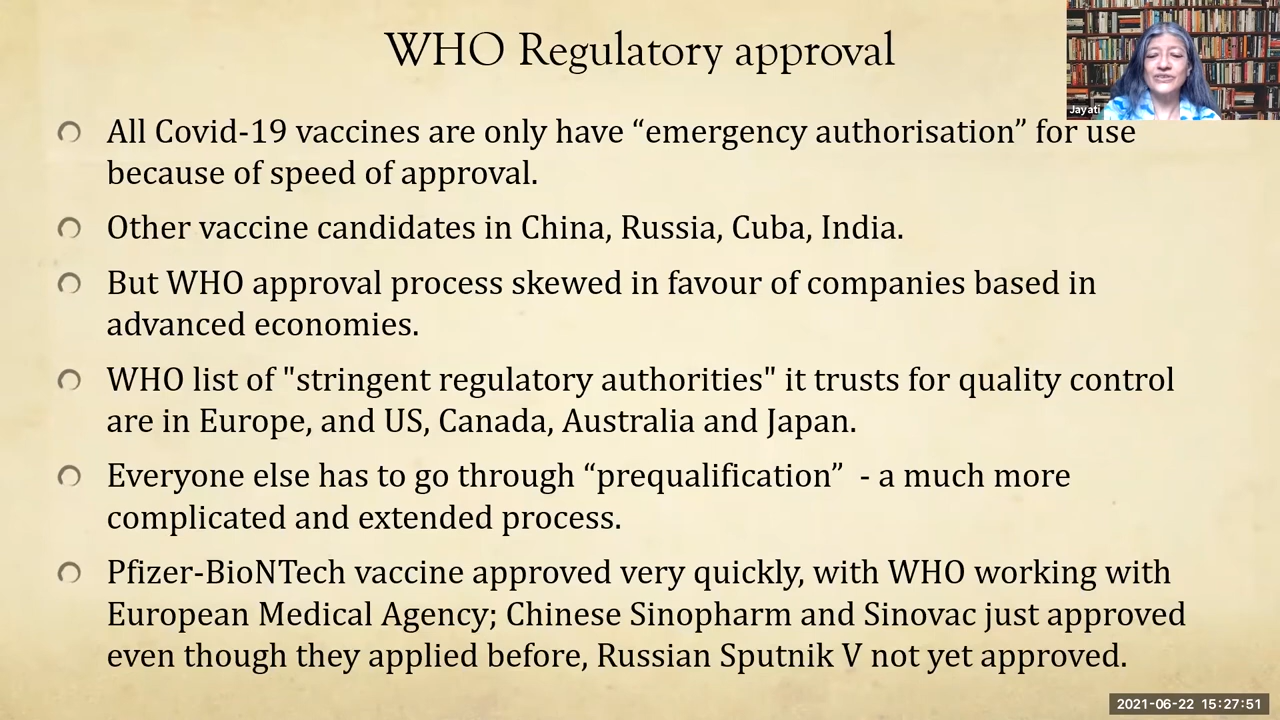 WHO Regulatory approval
Jayati
All Covid-19 vaccines are only have “emergency authorisation” for use
because of speed of approval.
Other vaccine candidates in China, Russia, Cuba, India.
But WHO approval process skewed in favour of companies based in
advanced economies.
WHO list of "stringent regulatory authorities" it trusts for quality control
are in Europe, and US, Canada, Australia and Japan.
Everyone else has to go through “prequalification” - a much more
complicated and extended process.
Pfizer-BioNTech vaccine approved very quickly, with WHO working with
European Medical Agency; Chinese Sinopharm and Sinovac just approved
even though they applied before, Russian Sputnik V not yet approved.
2021-06-22 15:27:51